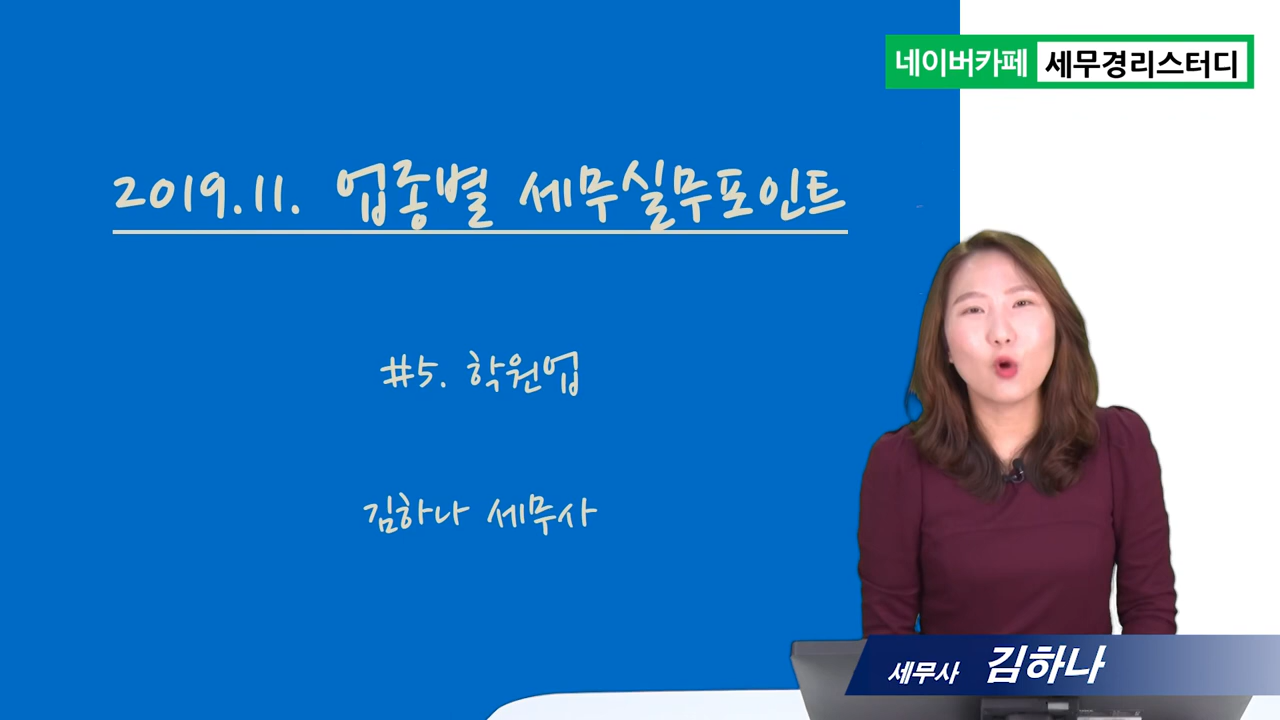 네이버카페 세무경리스터디
2019.11. 업종별 세무실무포인트
#5. 학원업
김하나 세무사
세무사 김하나